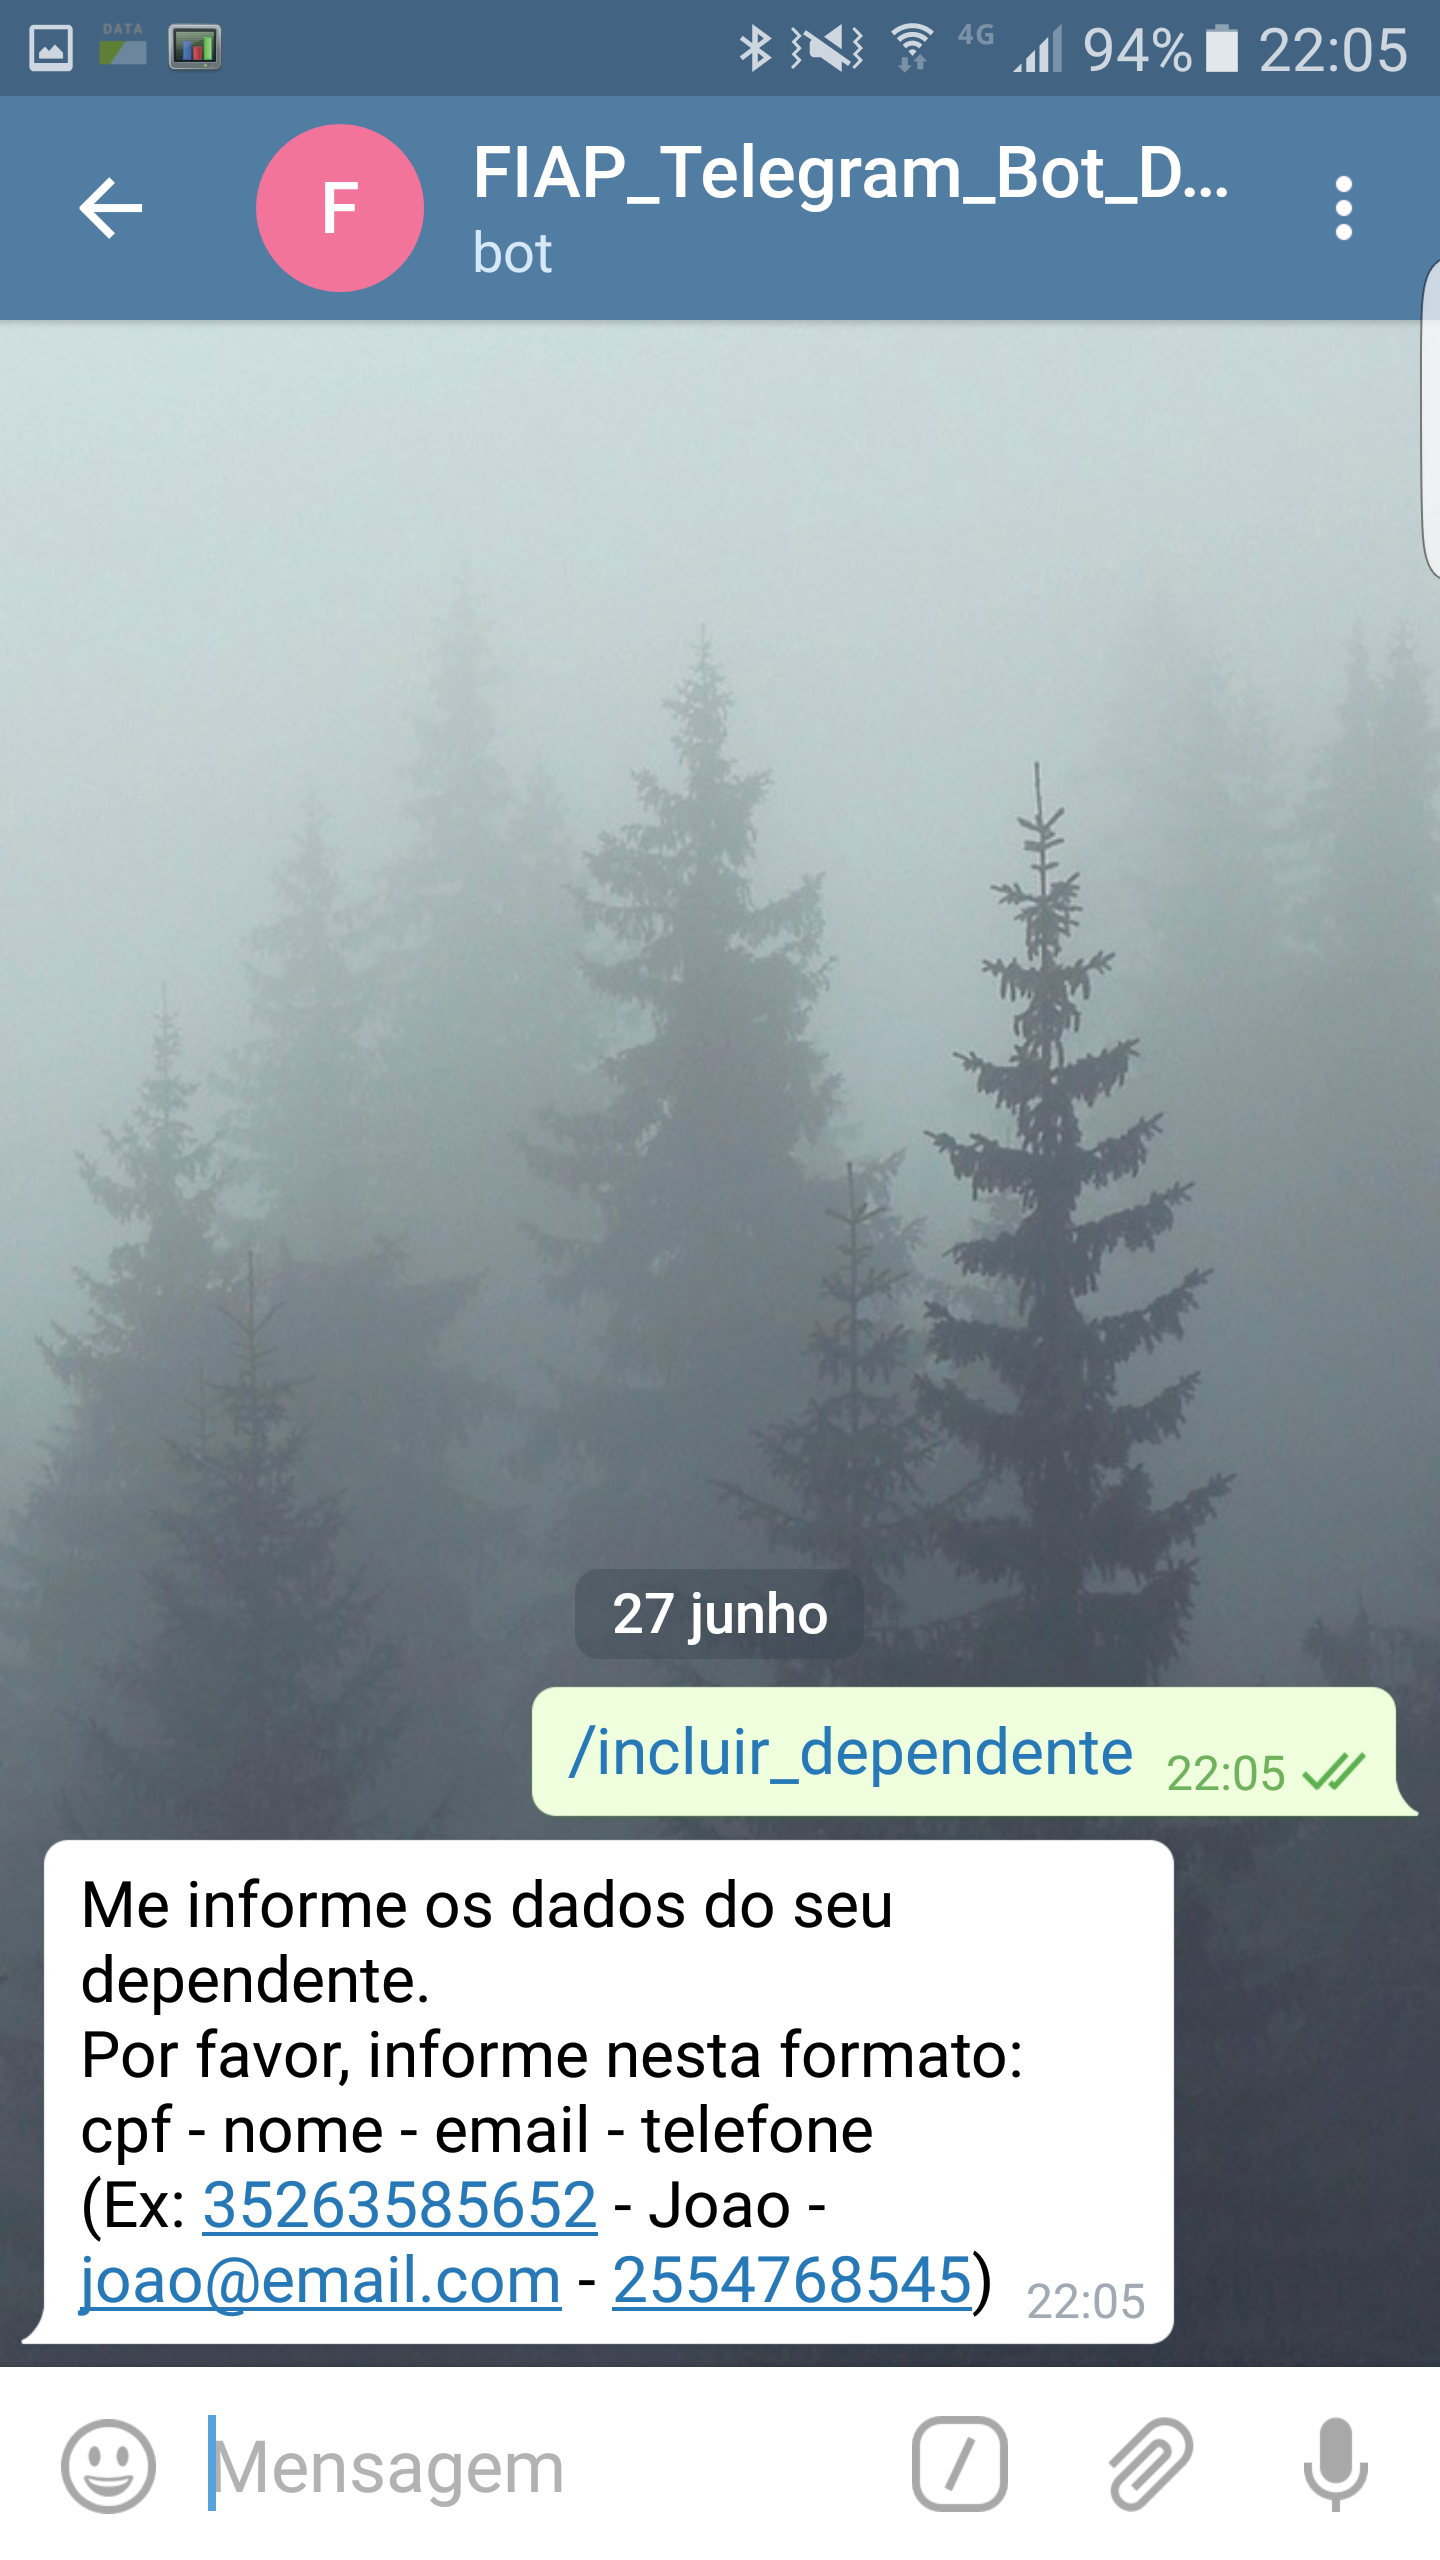 DATA
4G
94%
22:05
F
FIAP_Telegram_Bot_D...
bot
27 junho
/incluir_dependente 22:05
Me informe os dados do seu
dependente.
Por favor, informe nesta formato:
cpf - nome - email - telefone
(Ex: 35263585652 - Joao -
joao@email.com - 2554768545) 22:05
Mensagem